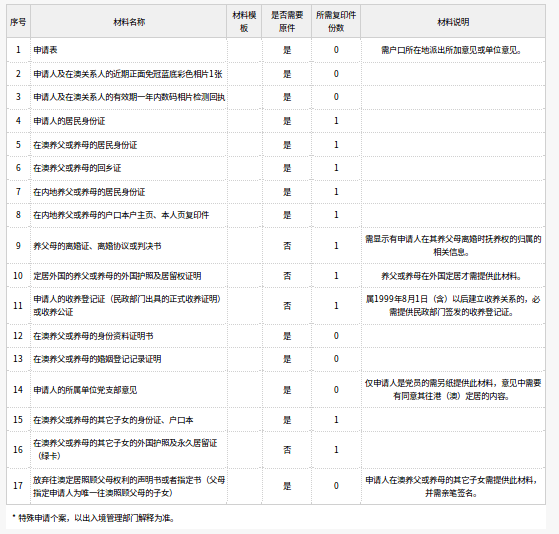 序号 材料名称 材料模板 是否需要原件 所需复印件份数 材料说明
1 申请表 是 0 需户口所在地派出所加意见或单位意见。
2 申请人及在澳关系人的近期正面免冠蓝底彩色相片1张 是 0
3 申请人及在澳关系人的有效期一年内数码相片检测回执 是 0
4 申请人的居民身份证 是 1
5 在澳养父或养母的居民身份证 是 1
6 在澳养父或养母的回乡证 是 1
7 在内地养父或养母的居民身份证 是 1
8 在内地养父或养母的户口本户主页、本人页复印件 是 1
9 养父母的离婚证、离婚协议或判决书 否 1 需显示有申请人在其养父母离婚时抚养权的归属的
相关信息。
10 定居外国的养父或养母的外国护照及居留权证明 否 1 养父或养母在外国定居才需提供此材料。
11 申请人的收养登记证（民政部门出具的正式收养证明）
或收养公证 否 1 属1999年8月1日（含）以后建立收养关系的，必
需提供民政部门签发的收养登记证。
12 在澳养父或养母的身份资料证明书 是 0
13 在澳养父或养母的婚姻登记记录证明 是 0
14 申请人的所属单位党支部意见 是 0 仅申请人是党员的需另纸提供此材料，意见中需要
有同意其往港（澳）定居的内容。
15 在澳养父或养母的其它子女的身份证、户口本 是 1
16 在澳养父或养母的其它子女的外国护照及永久居留证
（绿卡） 否 1
17 放弃往澳定居照顾父母权利的声明书或者指定书（父母
指定申请人为唯一往澳照顾父母的子女） 是 0 申请人在澳养父或养母的其它子女需提供此材料，
并需亲笔签名。
* 特殊申请个案，以出入境管理部门解释为准。